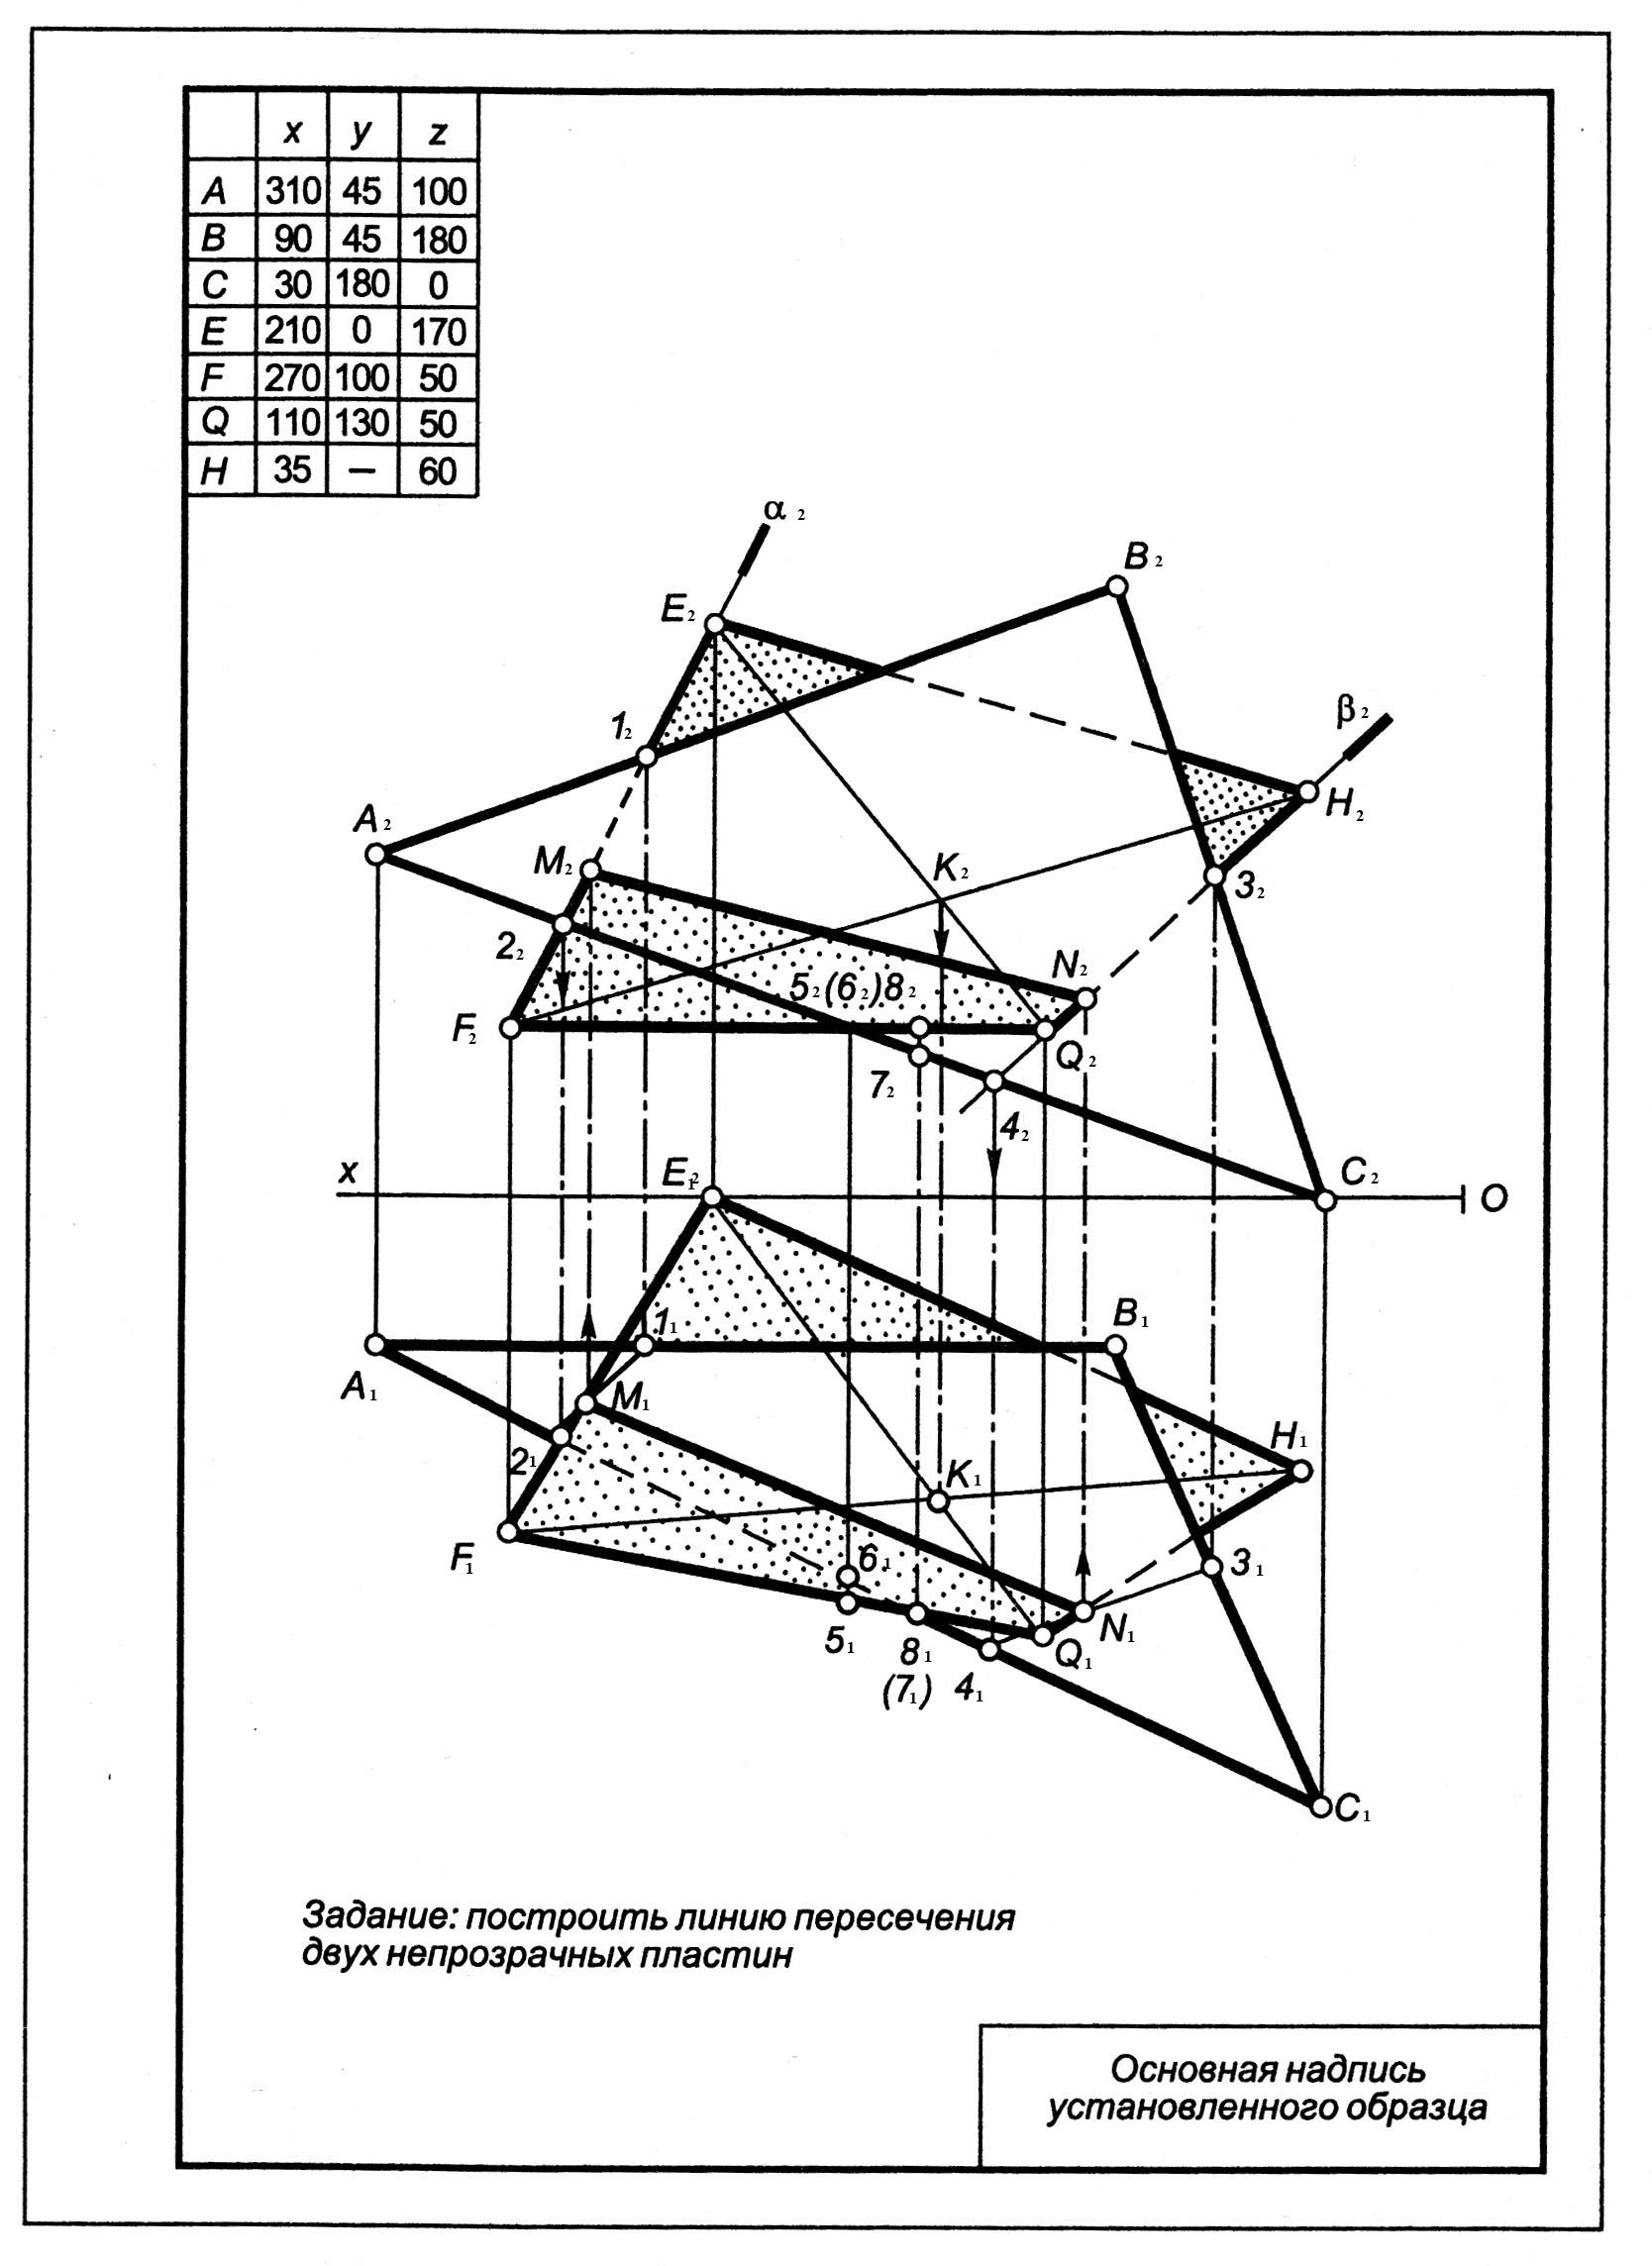 x y z
A 310 45 100
B 90 45 180
C 30 180 0
E 210 0 170
F 270 100 50
Q 110 130 50
H 35 — 60
α₂
B₂
E₂
1₂
β₂
H₂
A₂
M₂
K₂
3₂
2₂
N₂
5₂(6₂)8₂
F₂
Q₂
7₂
4₂
x
E₁
C₂
O
1₁
B₁
A₁
M₁
H₁
2₁
K₁
F₁
6₁
3₁
5₁
8₁
(7₁)
4₁
Q₁
N₁
C₁
Задание: построить линию пересечения
двух непрозрачных пластин
Основная надпись
установленного образца